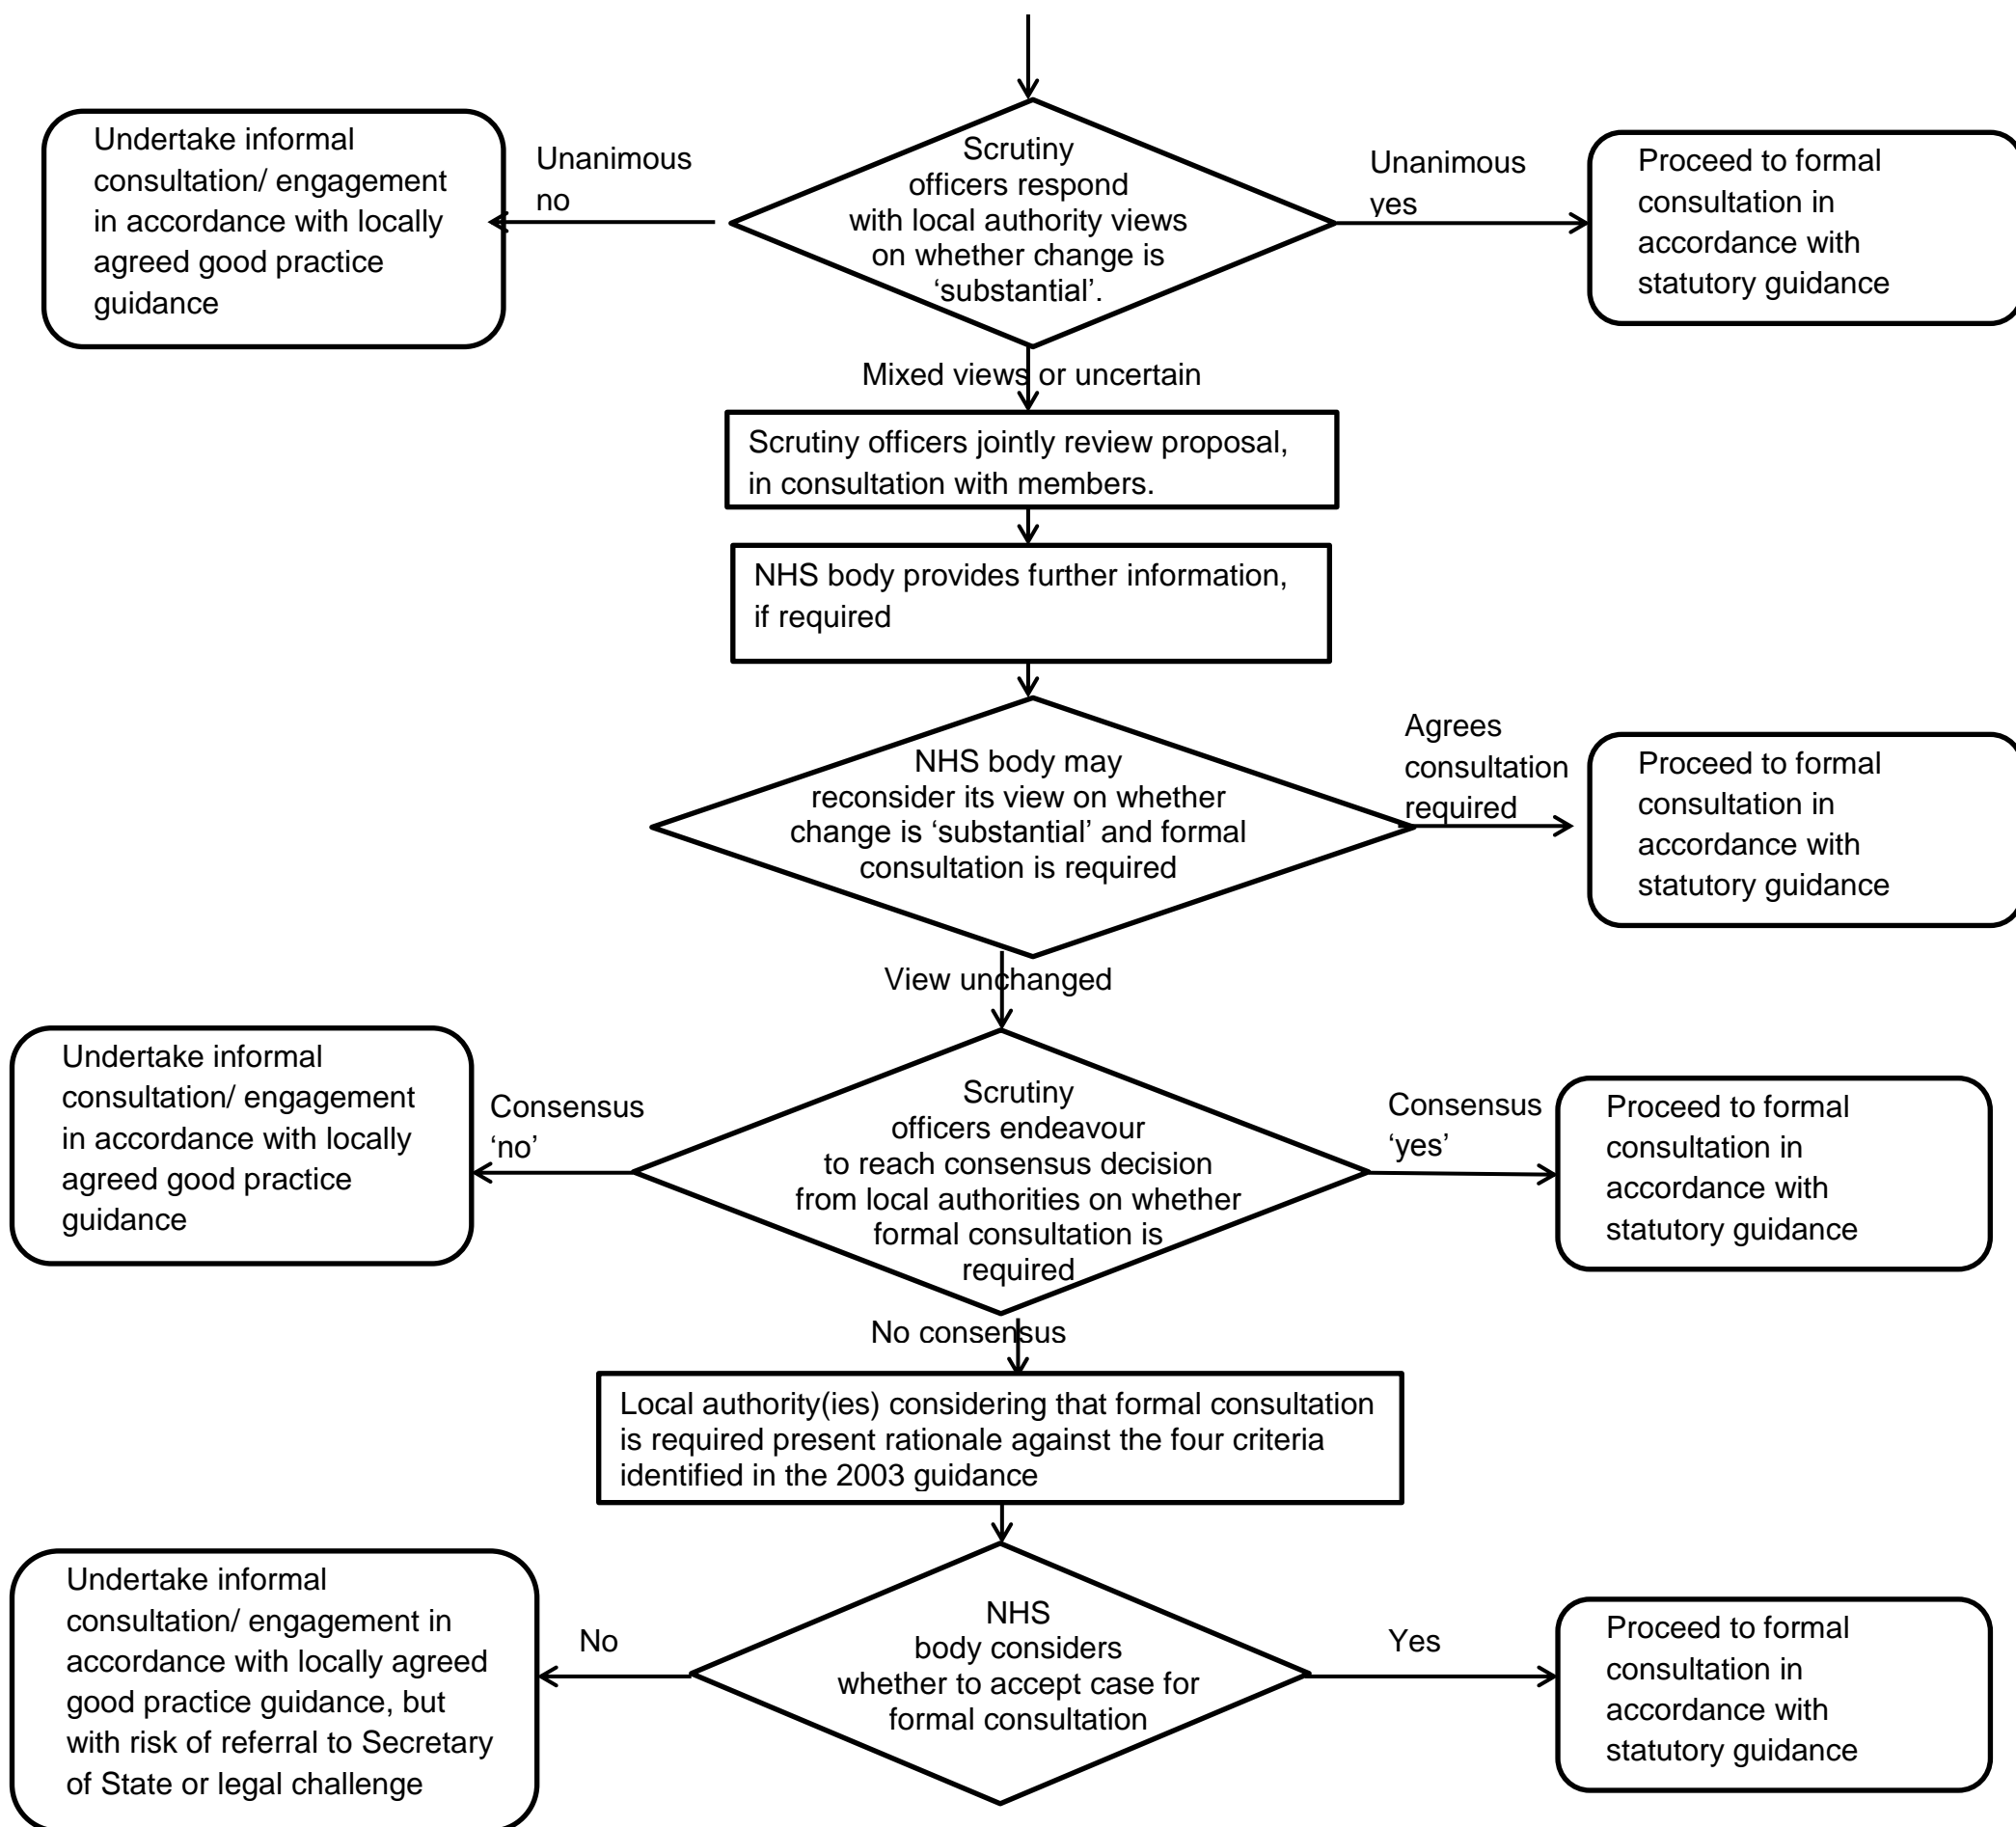 Undertake informal
consultation/ engagement
in accordance with locally
agreed good practice
guidance
Unanimous
no
Scrutiny
officers respond
with local authority views
on whether change is
‘substantial’.
Unanimous
yes
Proceed to formal
consultation in
accordance with
statutory guidance
Mixed views or uncertain
Scrutiny officers jointly review proposal,
in consultation with members.
NHS body provides further information,
if required
NHS body may
reconsider its view on whether
change is ‘substantial’ and formal
consultation is required
Agrees
consultation
required
Proceed to formal
consultation in
accordance with
statutory guidance
View unchanged
Undertake informal
consultation/ engagement
in accordance with locally
agreed good practice
guidance
Consensus
‘no’
Scrutiny
officers endeavour
to reach consensus decision
from local authorities on whether
formal consultation is
required
Consensus
‘yes’
Proceed to formal
consultation in
accordance with
statutory guidance
No consensus
Local authority(ies) considering that formal consultation
is required present rationale against the four criteria
identified in the 2003 guidance
Undertake informal
consultation/ engagement in
accordance with locally agreed
good practice guidance, but
with risk of referral to Secretary
of State or legal challenge
No
NHS
body considers
whether to accept case for
formal consultation
Yes
Proceed to formal
consultation in
accordance with
statutory guidance